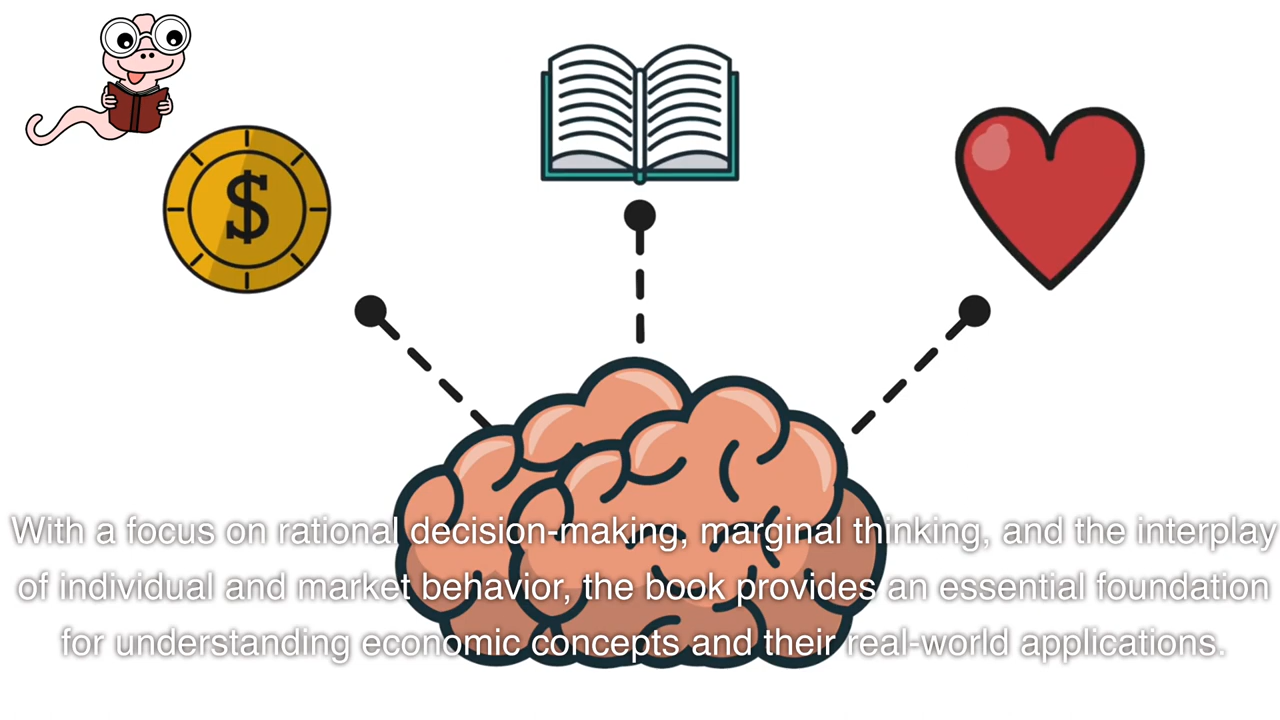 $
With a focus on rational decision-making, marginal thinking, and the interplay
of individual and market behavior, the book provides an essential foundation
for understanding economic concepts and their real-world applications.